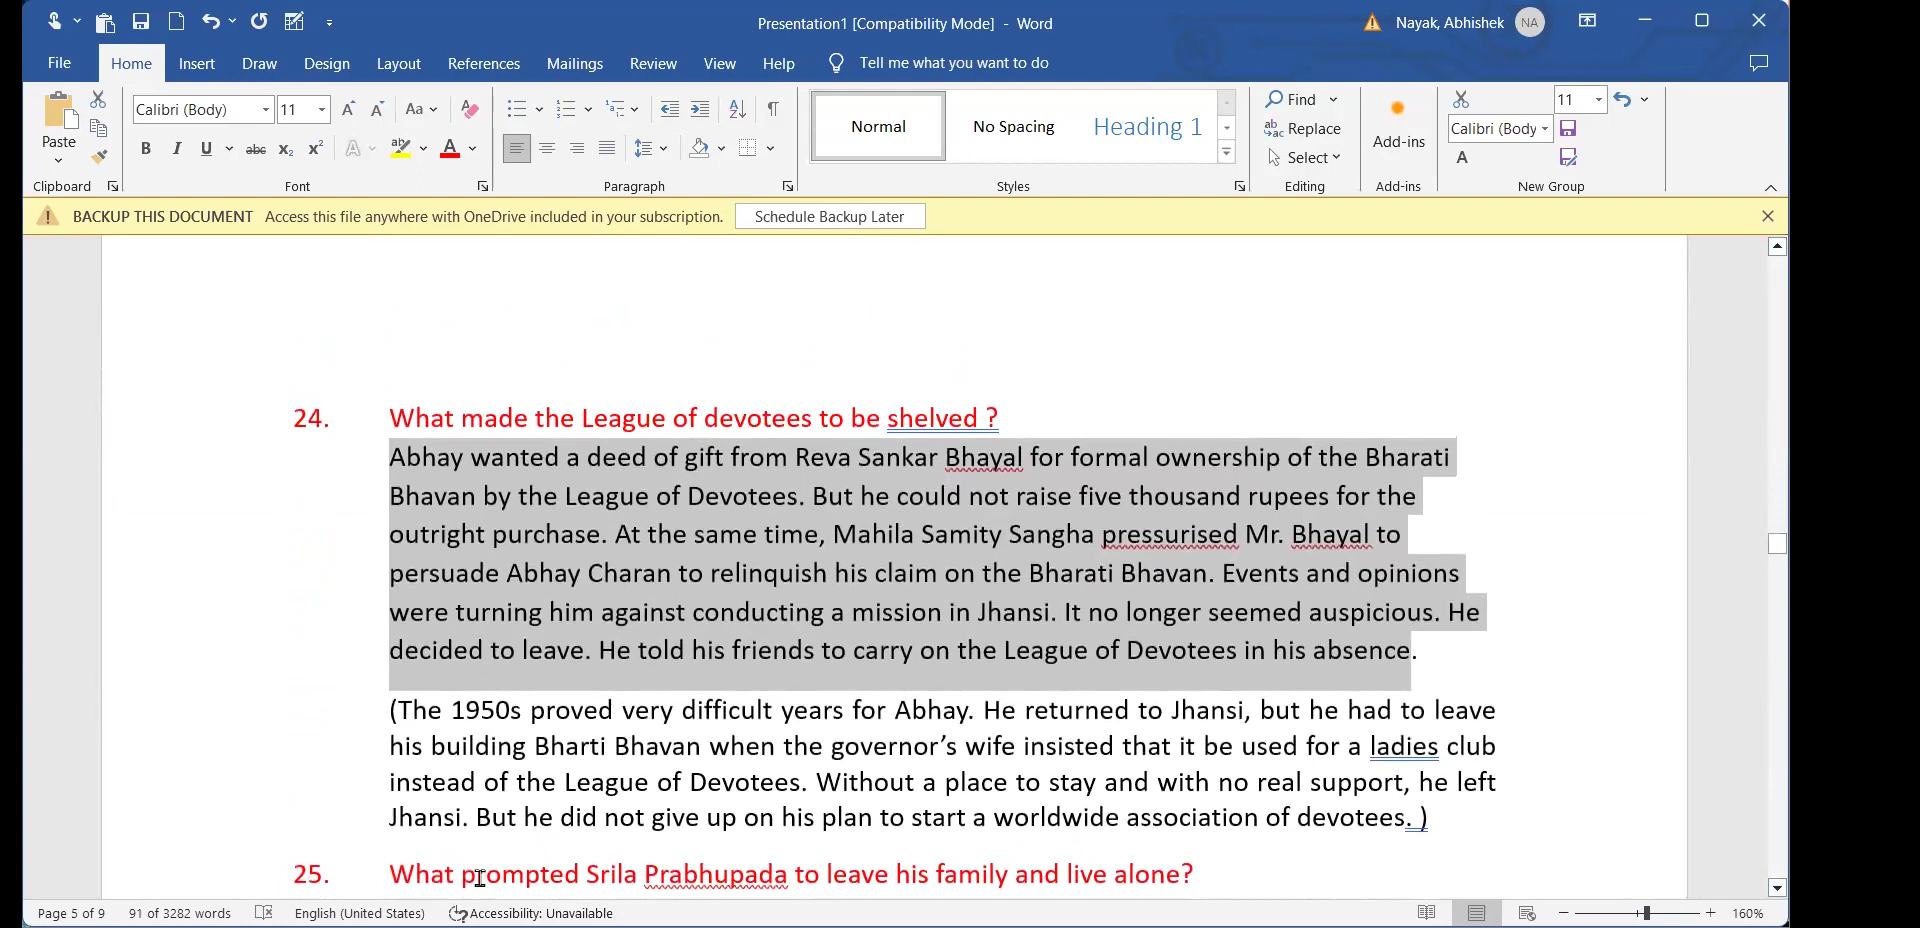 Presentation1 [Compatibility Mode] - Word
Nayak, Abhishek NA
File Home Insert Draw Design Layout References Mailings Review View Help Tell me what you want to do
Paste
Calibri (Body) 11 Aa
B I U abc x₂ x² A ab A
Normal No Spacing Heading 1
Find
Replace
Select
Add-ins
11
Calibri (Body
A
Clipboard Font Paragraph Styles Editing Add-ins New Group
BACKUP THIS DOCUMENT Access this file anywhere with OneDrive included in your subscription. Schedule Backup Later
24. What made the League of devotees to be shelved ?
Abhay wanted a deed of gift from Reva Sankar Bhayal for formal ownership of the Bharati
Bhavan by the League of Devotees. But he could not raise five thousand rupees for the
outright purchase. At the same time, Mahila Samity Sangha pressurised Mr. Bhayal to
persuade Abhay Charan to relinquish his claim on the Bharati Bhavan. Events and opinions
were turning him against conducting a mission in Jhansi. It no longer seemed auspicious. He
decided to leave. He told his friends to carry on the League of Devotees in his absence.
(The 1950s proved very difficult years for Abhay. He returned to Jhansi, but he had to leave
his building Bharti Bhavan when the governor’s wife insisted that it be used for a ladies club
instead of the League of Devotees. Without a place to stay and with no real support, he left
Jhansi. But he did not give up on his plan to start a worldwide association of devotees. )
25. What prompted Srila Prabhupada to leave his family and live alone?
Page 5 of 9 91 of 3282 words English (United States) Accessibility: Unavailable 160%